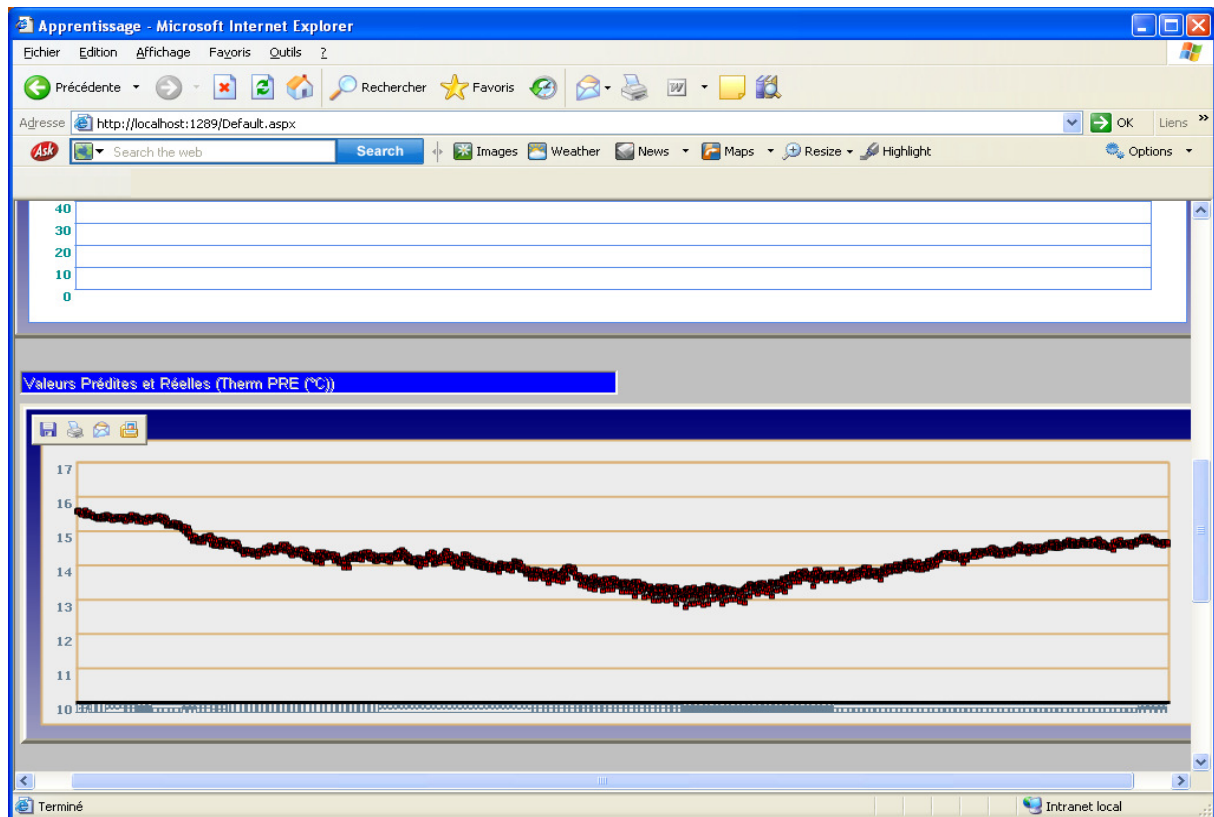 Apprentissage - Microsoft Internet Explorer
Fichier Edition Affichage Favoris Outils ?
Précédente Rechercher Favoris
Adresse http://localhost:1289/Default.aspx OK Liens »
Ask Search the web Search Images Weather News Maps Resize Highlight Options
40
30
20
10
0
Valeurs Prédites et Réelles (Therm PRE (°C))
17
16
15
14
13
12
11
10
Terminé Intranet local